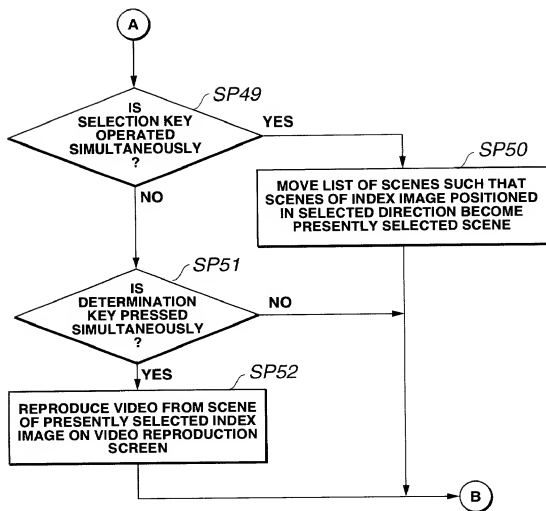 A
SP49
IS
SELECTION KEY
OPERATED
SIMULTANEOUSLY
?
YES
NO
SP50
MOVE LIST OF SCENES SUCH THAT
SCENES OF INDEX IMAGE POSITIONED
IN SELECTED DIRECTION BECOME
PRESENTLY SELECTED SCENE
SP51
IS
DETERMINATION
KEY PRESSED
SIMULTANEOUSLY
?
NO
YES
SP52
REPRODUCE VIDEO FROM SCENE
OF PRESENTLY SELECTED INDEX
IMAGE ON VIDEO REPRODUCTION
SCREEN
B